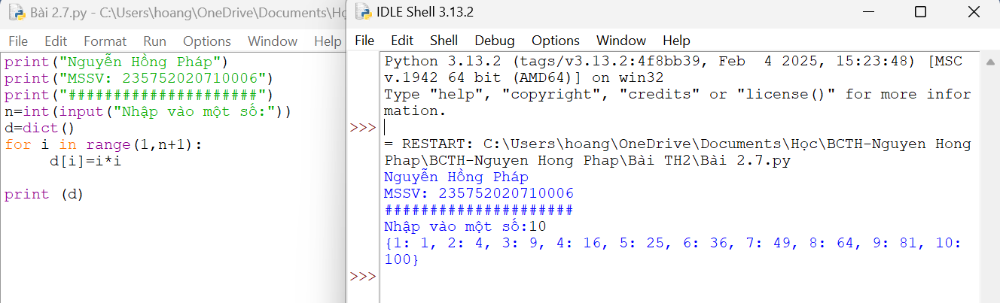 Bài 2.7.py - C:\Users\hoang\OneDrive\Documents\Họ
File Edit Format Run Options Window Help
print("Nguyễn Hồng Pháp")
print("MSSV: 235752020710006")
print("#####################")
n=int(input("Nhập vào một số:"))
d=dict()
for i in range(1,n+1):
     d[i]=i*i
print (d)
IDLE Shell 3.13.2
File Edit Shell Debug Options Window Help
Python 3.13.2 (tags/v3.13.2:4f8bb39, Feb  4 2025, 15:23:48) [MSC
v.1942 64 bit (AMD64)] on win32
Type "help", "copyright", "credits" or "license()" for more infor
mation.
>>>
= RESTART: C:\Users\hoang\OneDrive\Documents\Học\BCTH-Nguyen Hong
Phap\BCTH-Nguyen Hong Phap\Bài TH2\Bài 2.7.py
Nguyễn Hồng Pháp
MSSV: 235752020710006
#####################
Nhập vào một số:10
{1: 1, 2: 4, 3: 9, 4: 16, 5: 25, 6: 36, 7: 49, 8: 64, 9: 81, 10:
100}
>>>